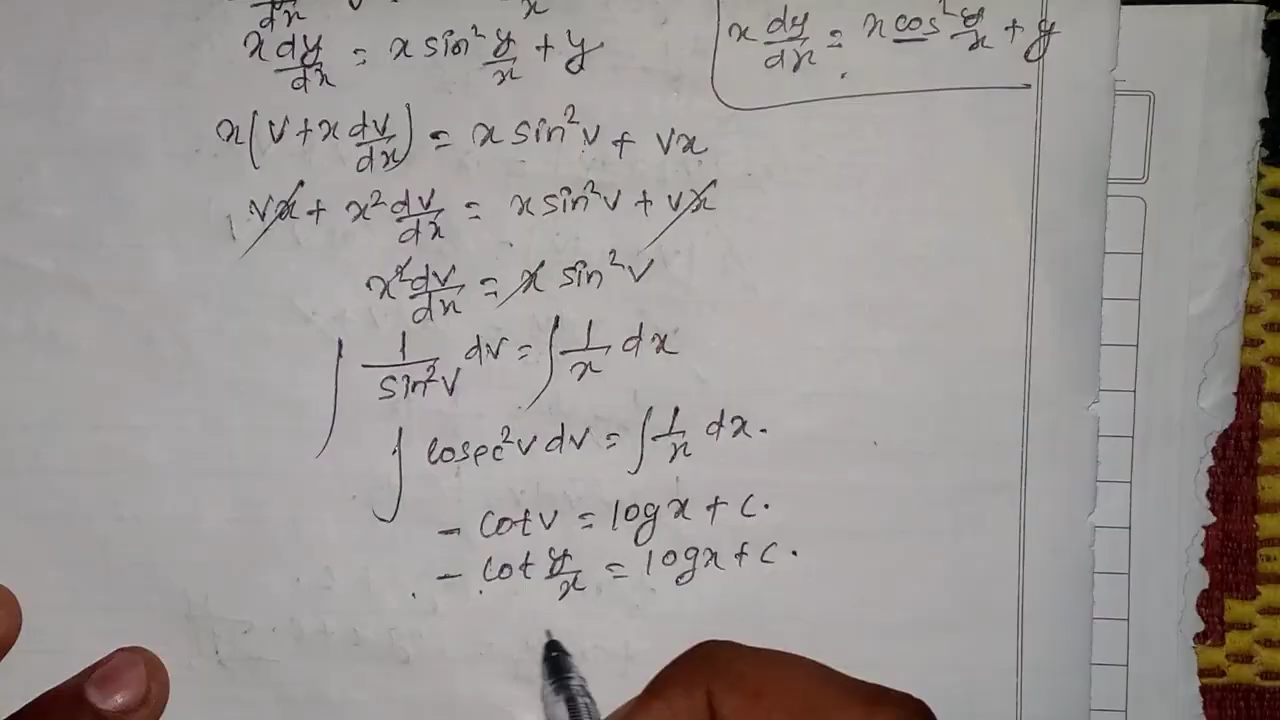 x dy/dx = x sin² y/x + y
x dy/dx = x cos² y/x + y
x(v + x dv/dx) = x sin²v + vx
vx + x² dv/dx = x sin²v + vx
x² dv/dx = x sin²v
∫ 1/sin²v dv = ∫ 1/x dx
∫ cosec²v dv = ∫ 1/x dx.
- cot v = log x + c.
- cot y/x = log x + c.